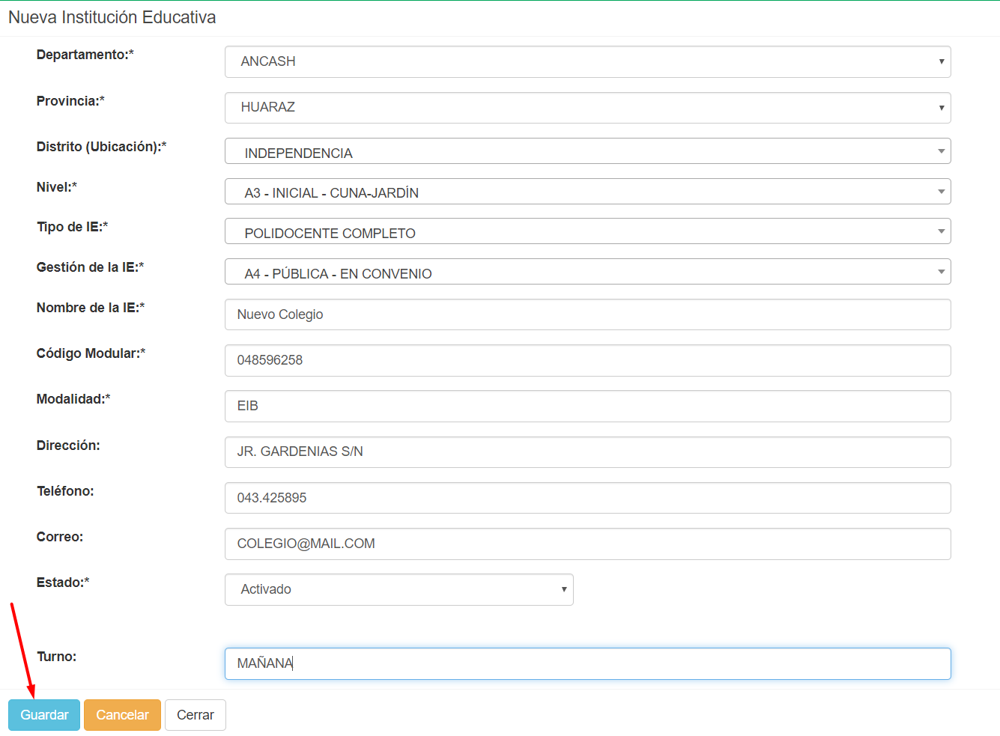 Nueva Institución Educativa
Departamento:* ANCASH
Provincia:* HUARAZ
Distrito (Ubicación):* INDEPENDENCIA
Nivel:* A3 - INICIAL - CUNA-JARDÍN
Tipo de IE:* POLIDOCENTE COMPLETO
Gestión de la IE:* A4 - PÚBLICA - EN CONVENIO
Nombre de la IE:* Nuevo Colegio
Código Modular:* 048596258
Modalidad:* EIB
Dirección: JR. GARDENIAS S/N
Teléfono: 043.425895
Correo: COLEGIO@MAIL.COM
Estado:* Activado
Turno: MAÑANA
Guardar Cancelar Cerrar